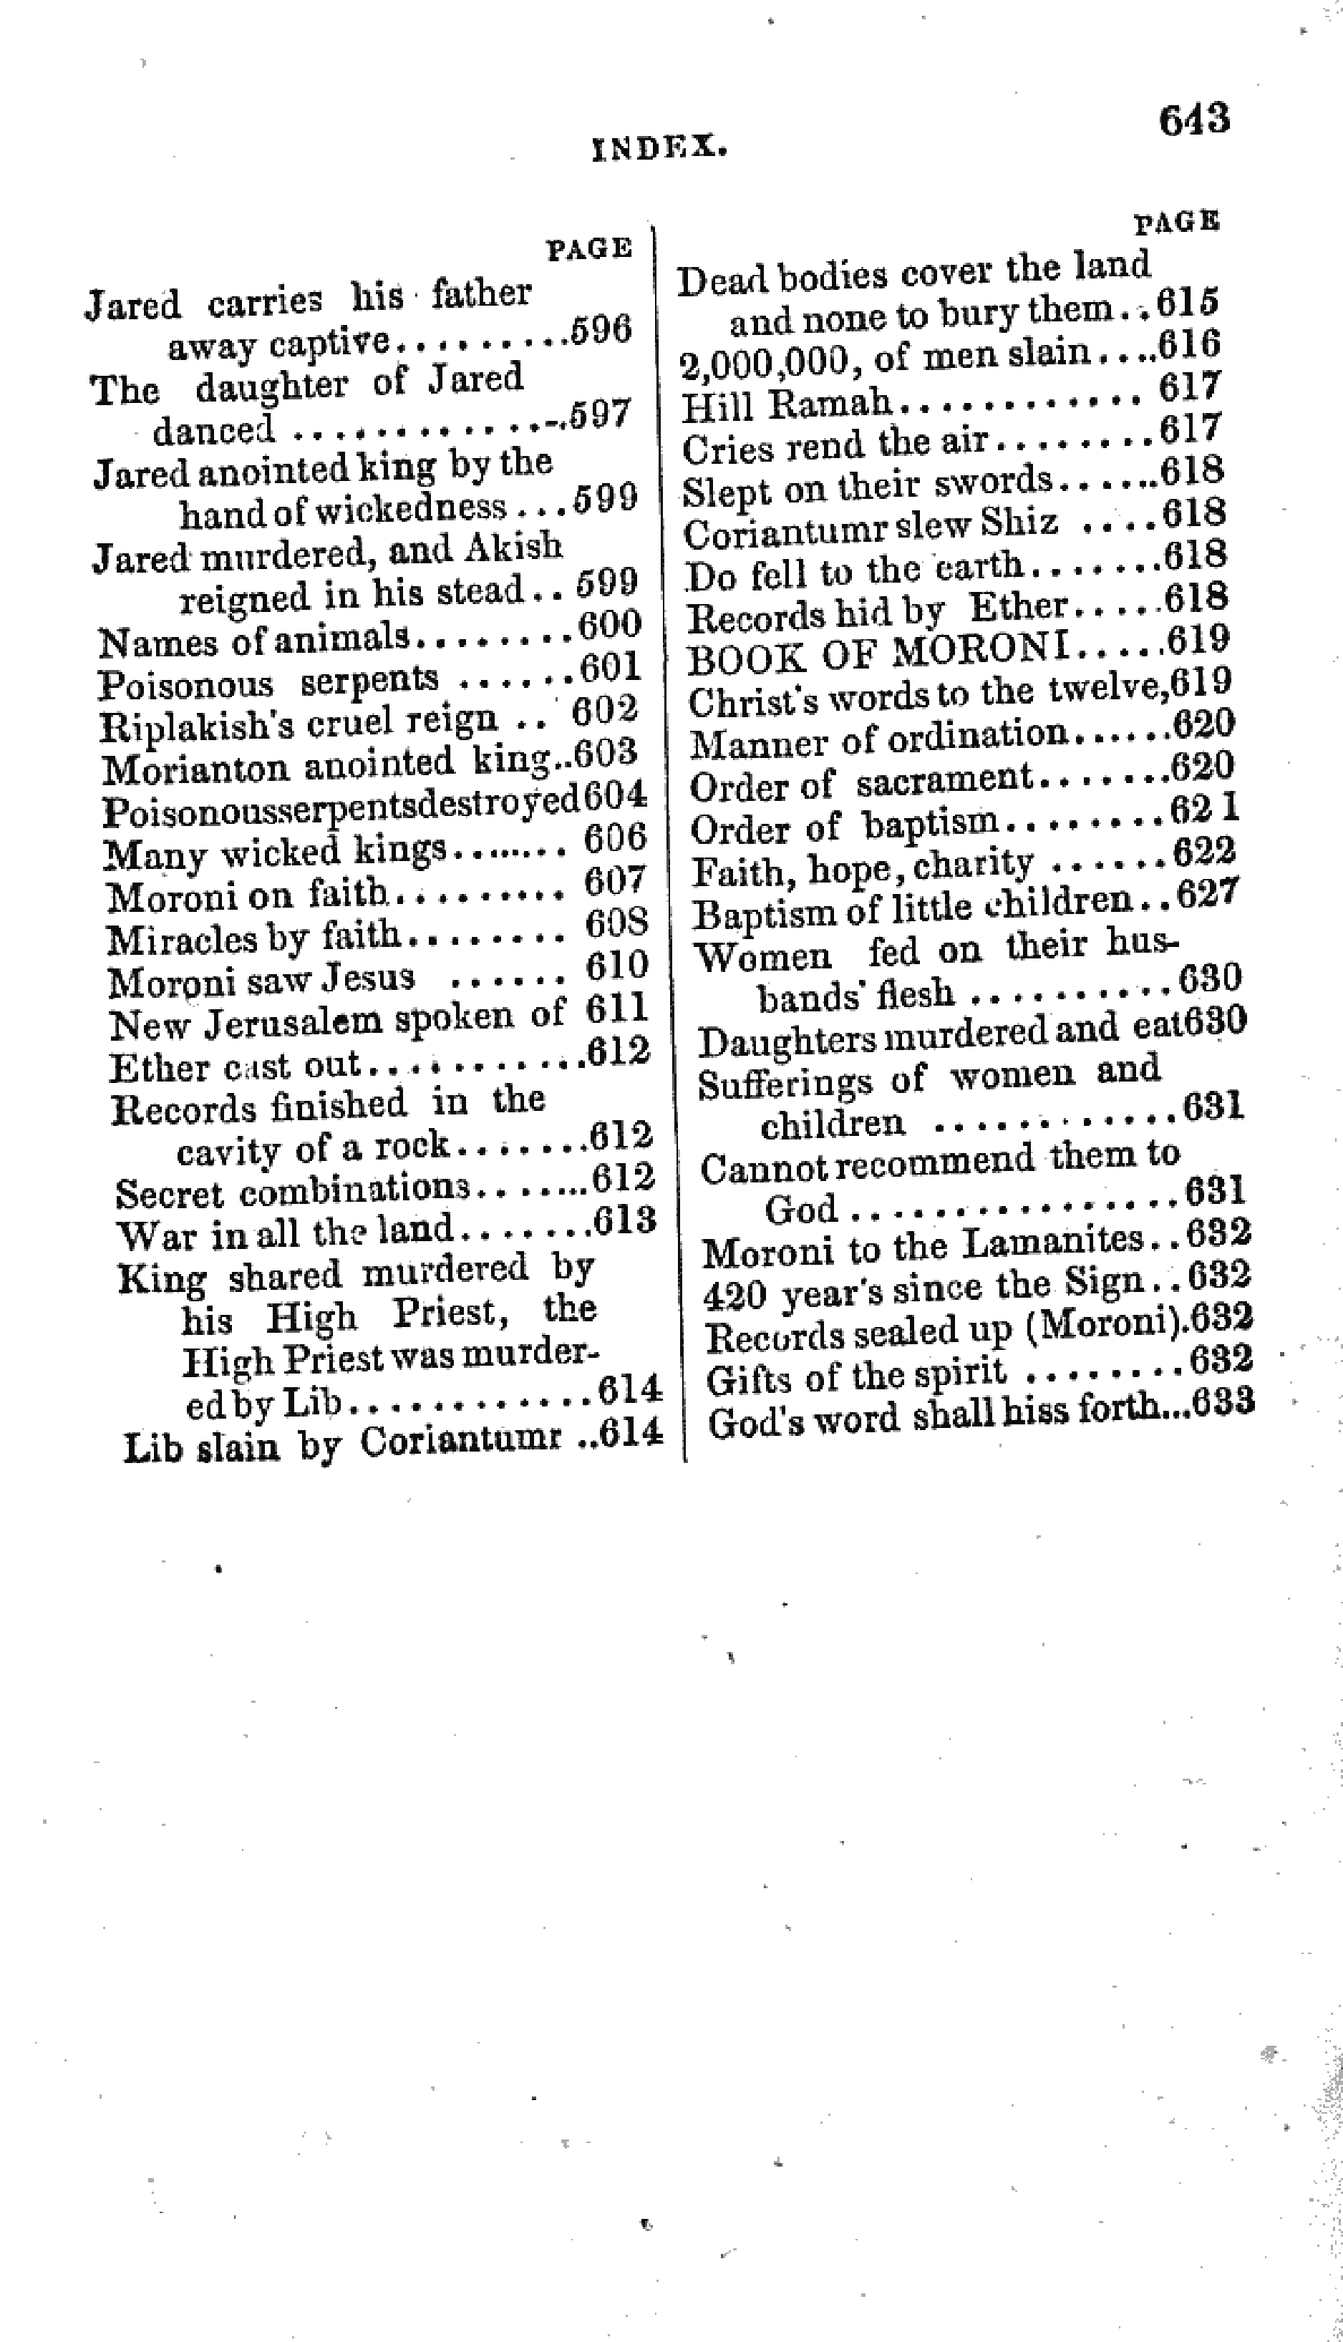 643
INDEX.
PAGE
Jared carries his father
away captive.........596
The daughter of Jared
danced .............597
Jared anointed king by the
hand of wickedness ...599
Jared murdered, and Akish
reigned in his stead.. 599
Names of animals........600
Poisonous serpents ......601
Riplakish's cruel reign .. 602
Morianton anointed king..603
Poisonous serpents destroyed 604
Many wicked kings........ 606
Moroni on faith......... 607
Miracles by faith........ 608
Moroni saw Jesus ...... 610
New Jerusalem spoken of 611
Ether cast out...........612
Records finished in the
cavity of a rock.......612
Secret combinations........612
War in all the land.......613
King shared murdered by
his High Priest, the
High Priest was murder-
ed by Lib............614
Lib slain by Coriantumr ..614
PAGE
Dead bodies cover the land
and none to bury them...615
2,000,000, of men slain....616
Hill Ramah............ 617
Cries rend the air........617
Slept on their swords......618
Coriantumr slew Shiz ....618
Do fell to the earth.......618
Records hid by Ether.....618
BOOK OF MORONI.....619
Christ's words to the twelve,619
Manner of ordination......620
Order of sacrament.......620
Order of baptism........621
Faith, hope, charity ......622
Baptism of little children..627
Women fed on their hus-
bands' flesh ..........630
Daughters murdered and eat 630
Sufferings of women and
children ............631
Cannot recommend them to
God................631
Moroni to the Lamanites..632
420 year's since the Sign..632
Records sealed up (Moroni).632
Gifts of the spirit ........632
God's word shall hiss forth...633